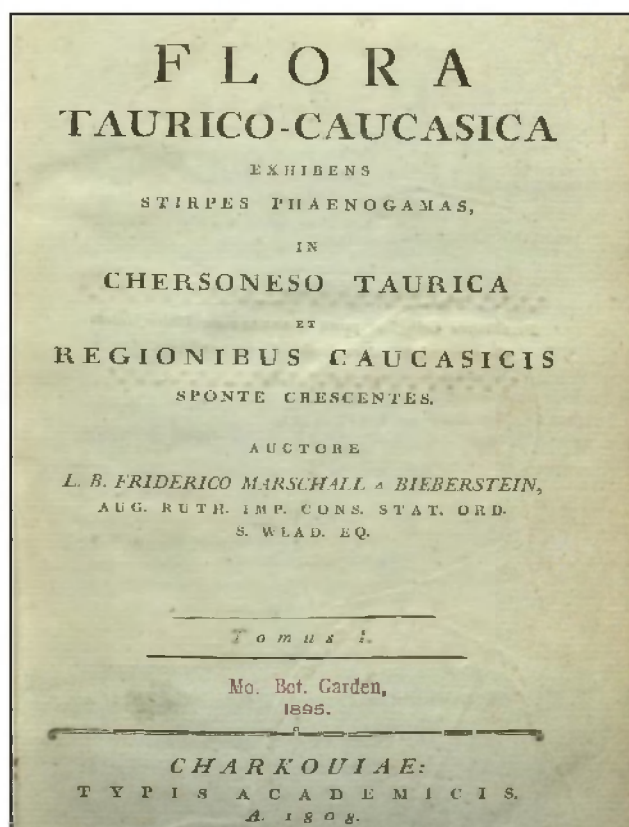 FLORA
TAURICO-CAUCASICA
EXHIBENS
STIRPES PHAENOGAMAS,
IN
CHERSONESO TAURICA
ET
REGIONIBUS CAUCASICIS
SPONTE CRESCENTES.
AUCTORE
L. B. FRIDERICO MARSCHALL a BIEBERSTEIN,
AUG. RUTH. IMP. CONS. STAT. ORD.
S. WLAD. EQ.
Tomus I.
Mo. Bot. Garden,
1895.
CHARKOUIAE:
TYPIS ACADEMICIS.
A. 1808.